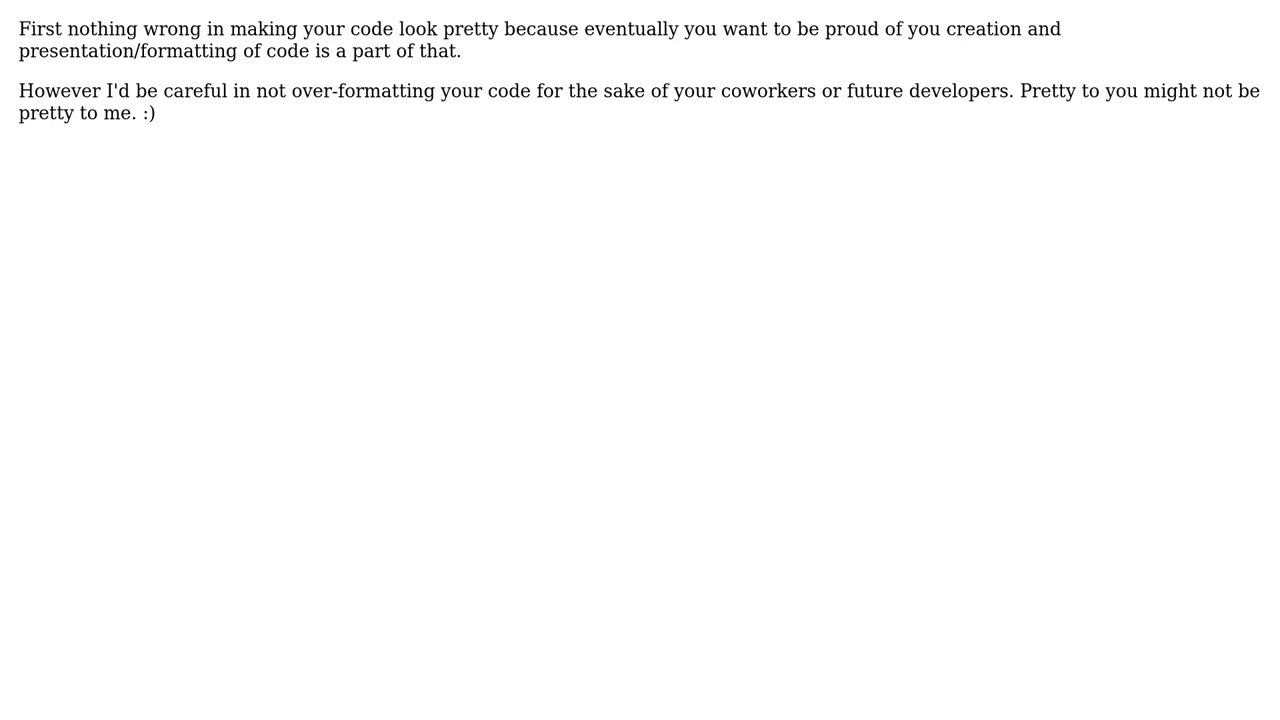 First nothing wrong in making your code look pretty because eventually you want to be proud of you creation and
presentation/formatting of code is a part of that.
However I'd be careful in not over-formatting your code for the sake of your coworkers or future developers. Pretty to you might not be
pretty to me. :)